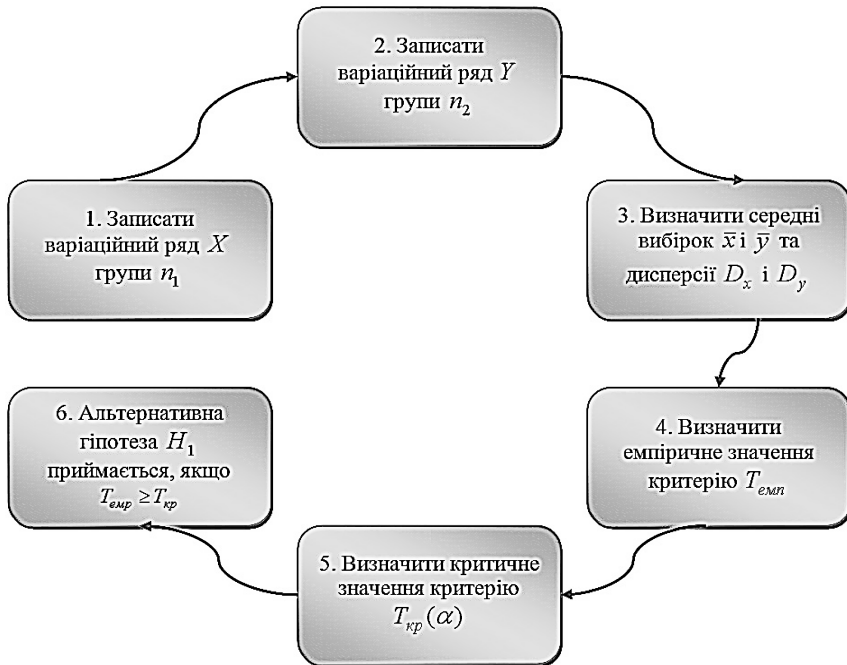 1. Записати
варіаційний ряд X
групи n₁
2. Записати
варіаційний ряд Y
групи n₂
3. Визначити середні
вибірок x̄ і ȳ та
дисперсії Dₓ і D_y
4. Визначити
емпіричне значення
критерію T_емп
5. Визначити критичне
значення критерію
T_кр(α)
6. Альтернативна
гіпотеза H₁
приймається, якщо
T_емр ≥ T_кр